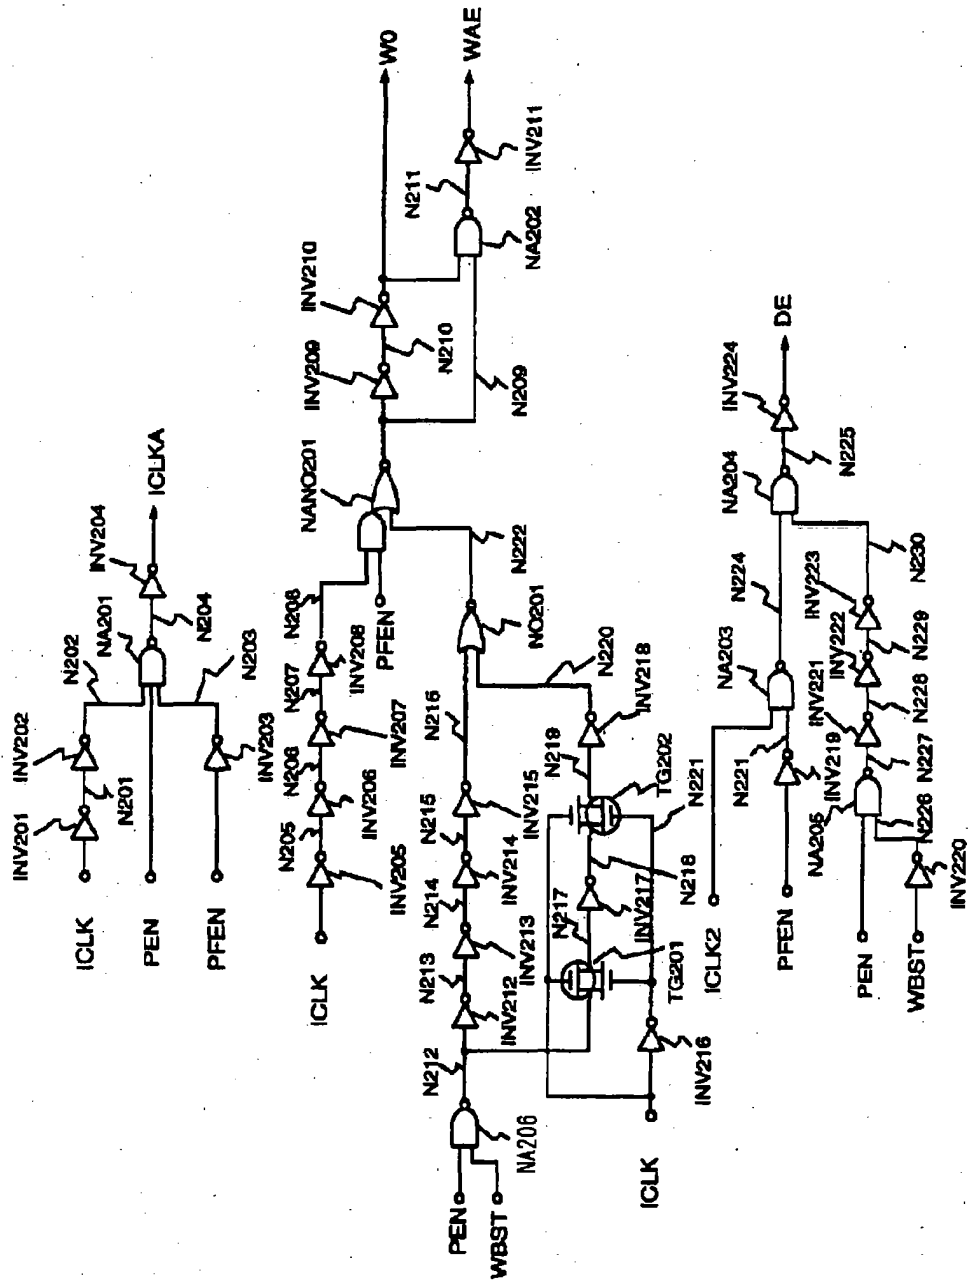 ICLK
INV201
N201
INV202
N202
PEN
PFEN
INV203
N203
NA201
N204
INV204
ICLKA
ICLK
INV205
N205
INV206
N206
INV207
N207
INV208
N208
PFEN
NANO201
INV209
N210
INV210
W0
N209
NA202
N211
INV211
WAE
PEN
WBST
NA206
N212
INV212
N213
INV213
N214
INV214
N215
INV215
N216
NO201
N222
ICLK
INV216
TG201
N217
INV217
N218
TG202
N219
INV218
N220
N221
ICLK2
PFEN
INV219
N221
NA203
N224
NA204
N225
INV224
DE
PEN
WBST
INV220
N226
NA205
N227
INV221
N228
INV222
N229
INV223
N230